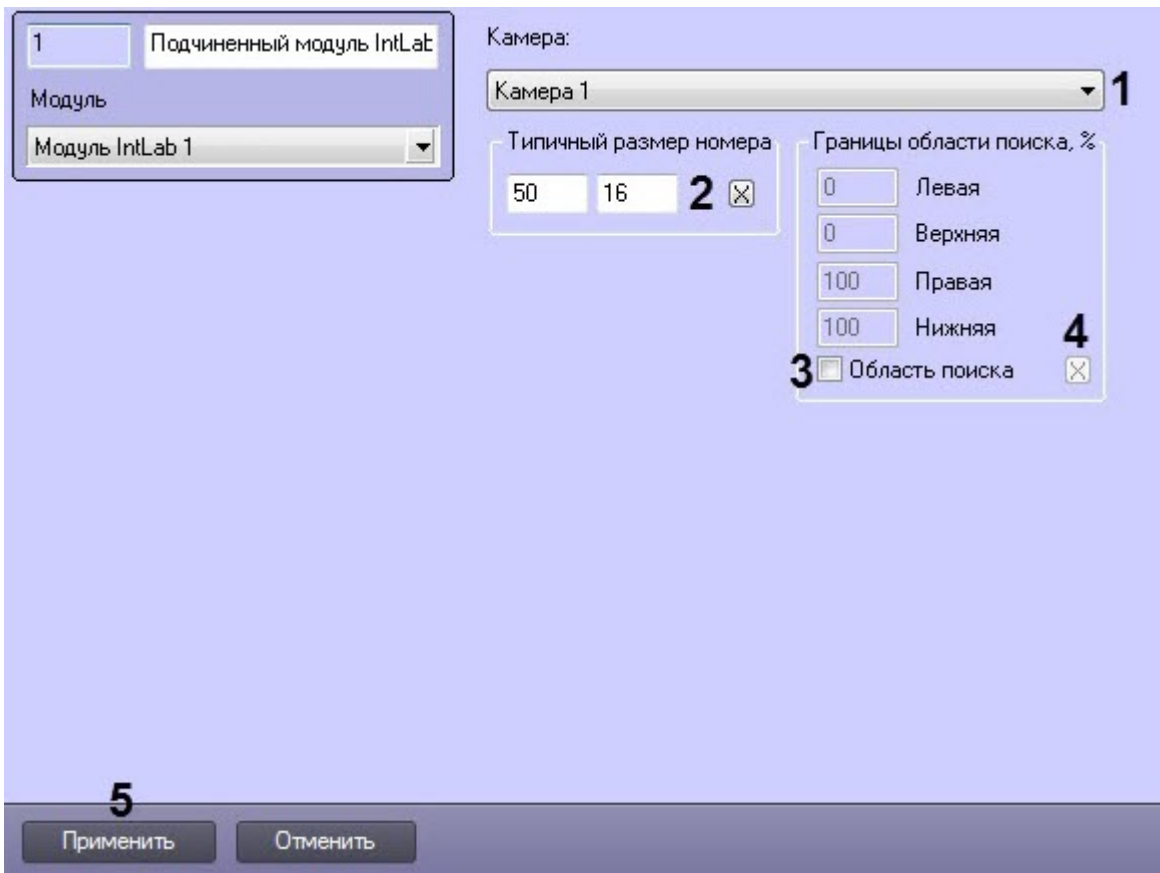 1
Подчиненный модуль IntLab
Модуль
Модуль IntLab 1
Камера:
Камера 1
1
Типичный размер номера
50
16
2
X
Границы области поиска, %
0
Левая
0
Верхняя
100
Правая
100
Нижняя
4
3
Область поиска
X
5
Применить
Отменить